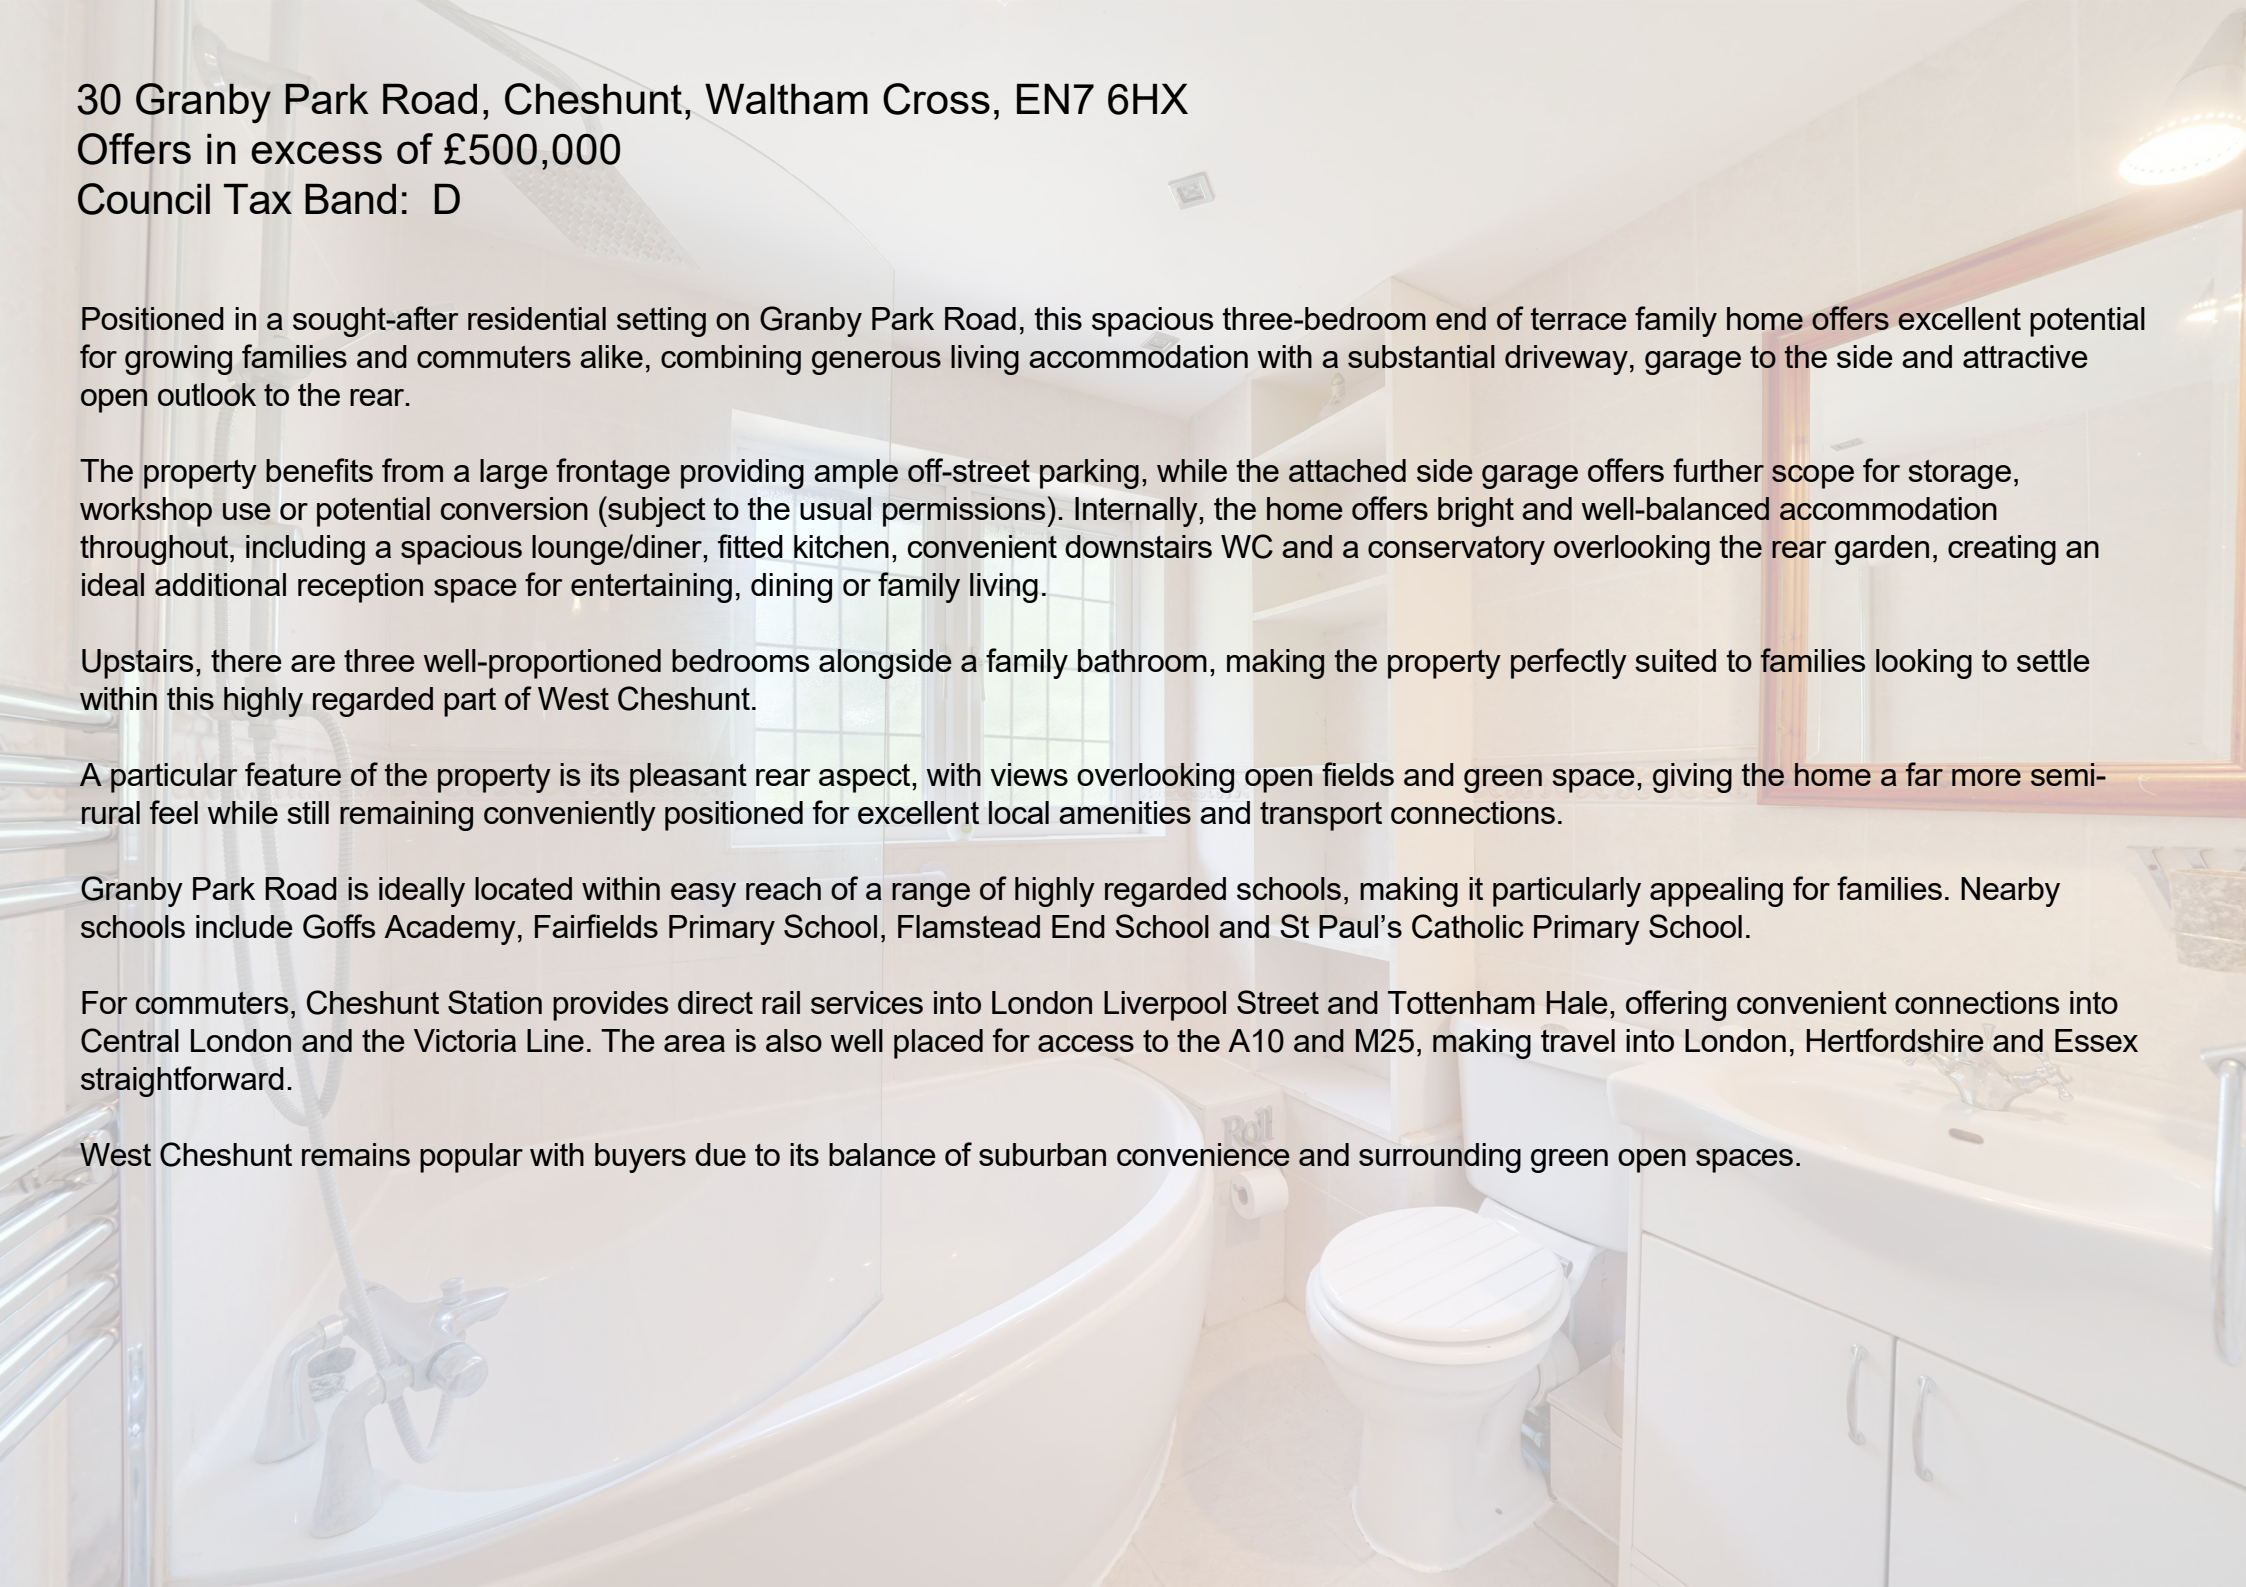 30 Granby Park Road, Cheshunt, Waltham Cross, EN7 6HX
Offers in excess of £500,000
Council Tax Band:  D
Positioned in a sought-after residential setting on Granby Park Road, this spacious three-bedroom end of terrace family home offers excellent potential
for growing families and commuters alike, combining generous living accommodation with a substantial driveway, garage to the side and attractive
open outlook to the rear.
The property benefits from a large frontage providing ample off-street parking, while the attached side garage offers further scope for storage,
workshop use or potential conversion (subject to the usual permissions). Internally, the home offers bright and well-balanced accommodation
throughout, including a spacious lounge/diner, fitted kitchen, convenient downstairs WC and a conservatory overlooking the rear garden, creating an
ideal additional reception space for entertaining, dining or family living.
Upstairs, there are three well-proportioned bedrooms alongside a family bathroom, making the property perfectly suited to families looking to settle
within this highly regarded part of West Cheshunt.
A particular feature of the property is its pleasant rear aspect, with views overlooking open fields and green space, giving the home a far more semi-
rural feel while still remaining conveniently positioned for excellent local amenities and transport connections.
Granby Park Road is ideally located within easy reach of a range of highly regarded schools, making it particularly appealing for families. Nearby
schools include Goffs Academy, Fairfields Primary School, Flamstead End School and St Paul’s Catholic Primary School.
For commuters, Cheshunt Station provides direct rail services into London Liverpool Street and Tottenham Hale, offering convenient connections into
Central London and the Victoria Line. The area is also well placed for access to the A10 and M25, making travel into London, Hertfordshire and Essex
straightforward.
Roll
West Cheshunt remains popular with buyers due to its balance of suburban convenience and surrounding green open spaces.